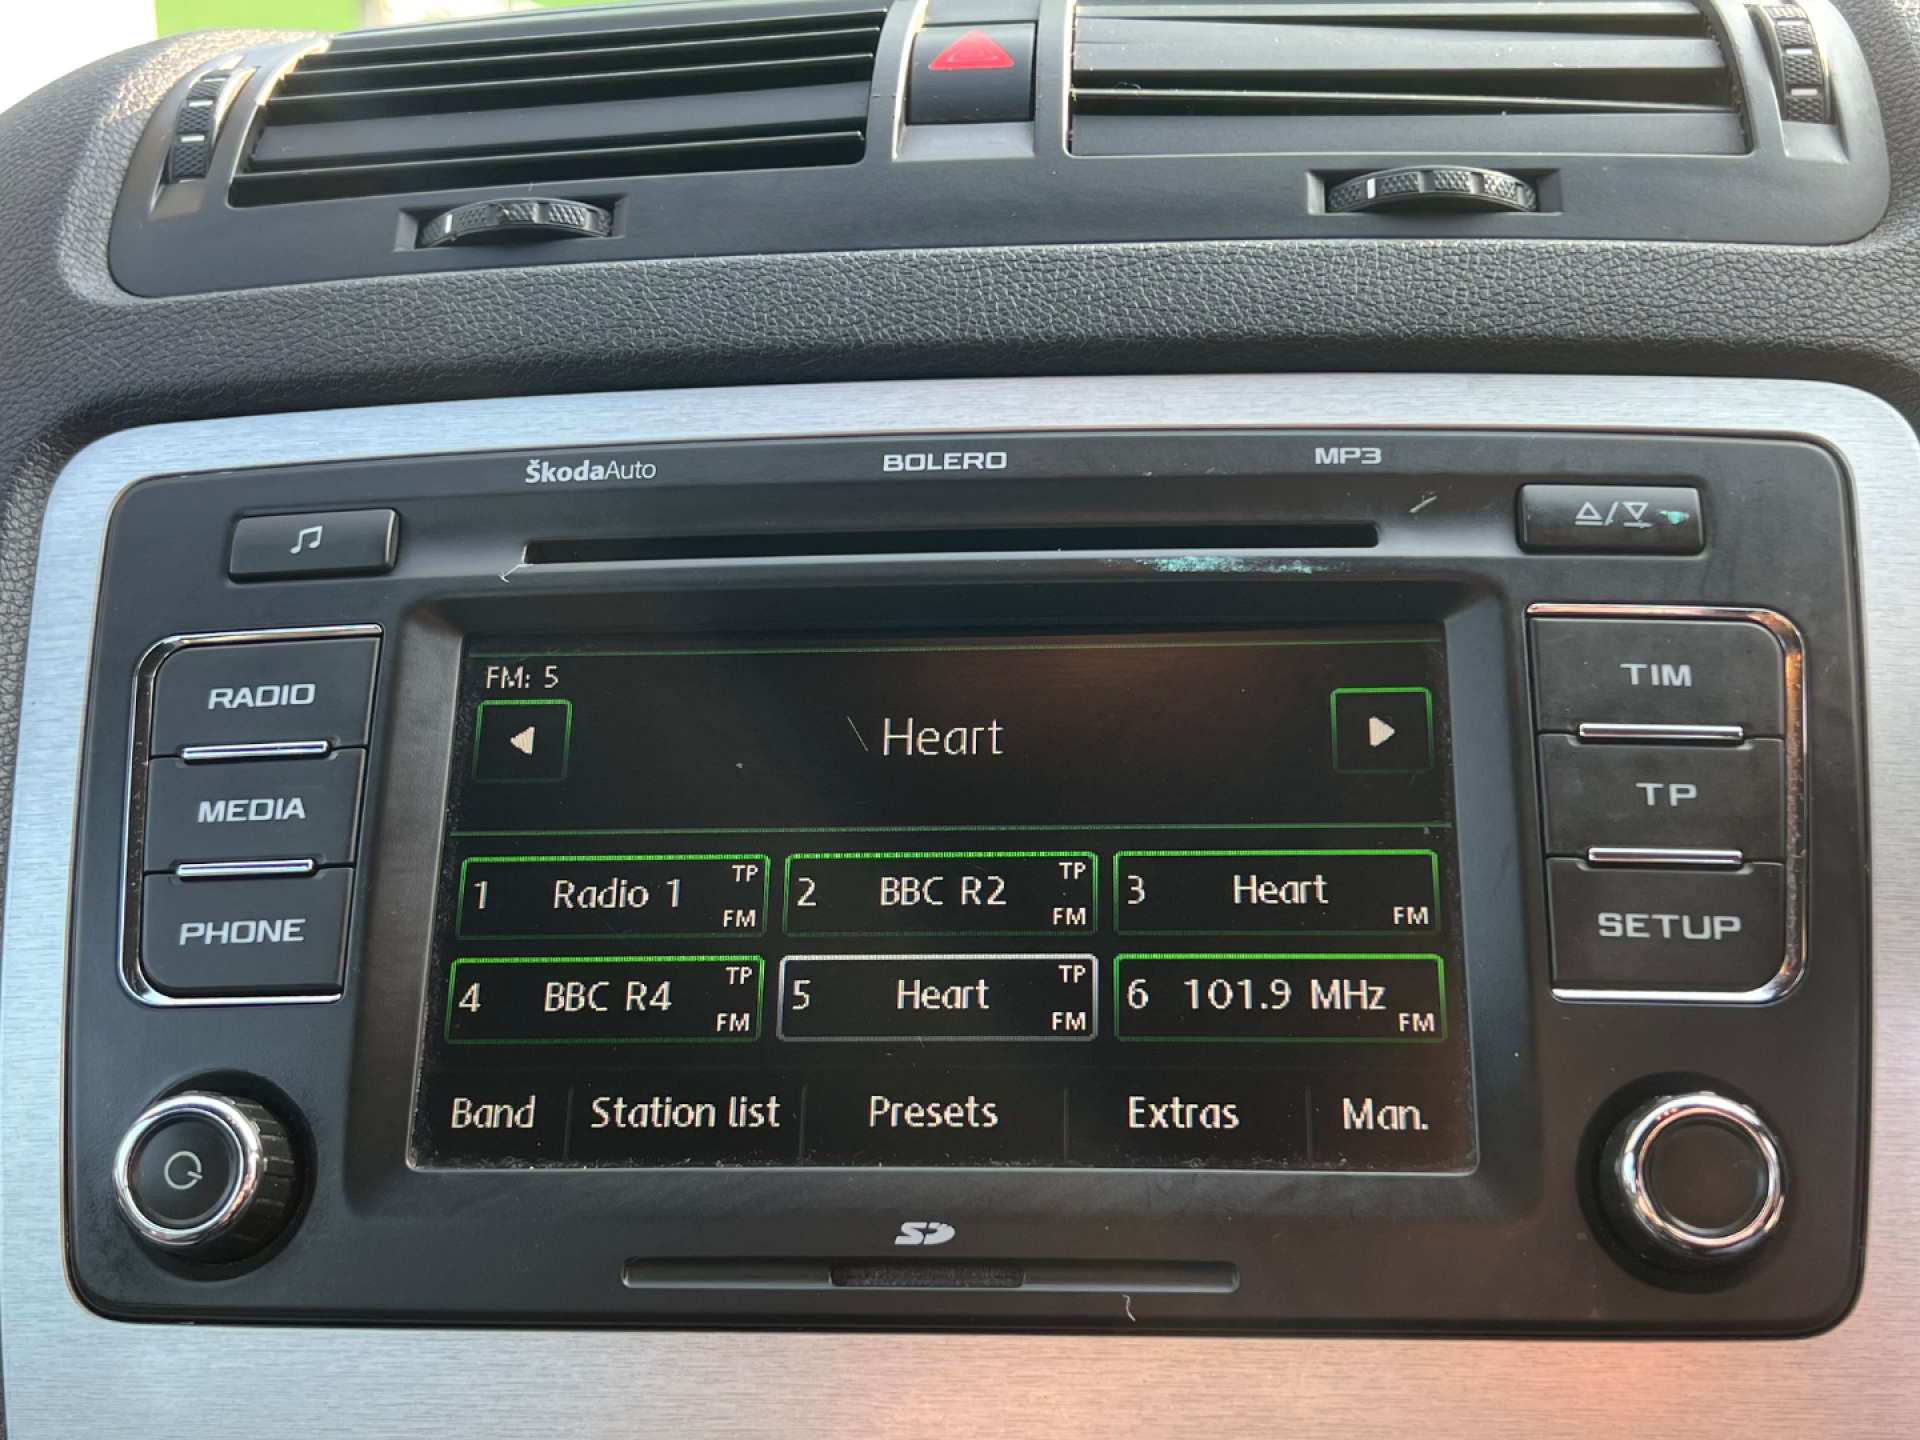 ŠkodaAuto BOLERO MP3
RADIO
MEDIA
PHONE
FM: 5
Heart
1 Radio 1 TP FM
2 BBC R2 TP FM
3 Heart FM
4 BBC R4 TP FM
5 Heart TP FM
6 101.9 MHz FM
Band Station list Presets Extras Man.
TIM
TP
SETUP
SD